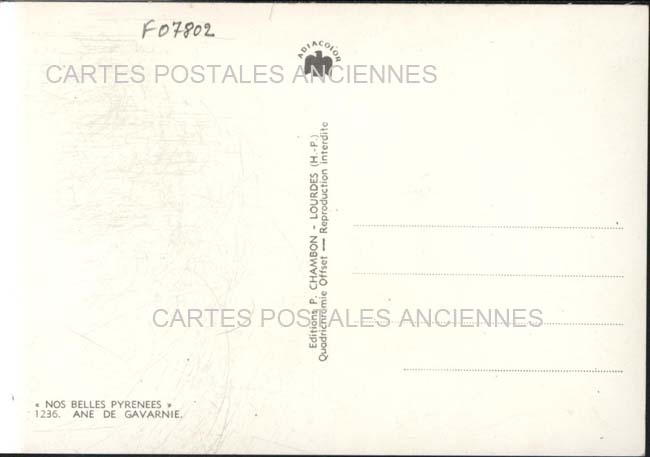 F07802
ADIACOLOR
CARTES POSTALES ANCIENNES
Editions P. CHAMBON - LOURDES (H.-P.)
Quadrichromie Offset — Reproduction interdite
CARTES POSTALES ANCIENNES
« NOS BELLES PYRENEES »
1236. ANE DE GAVARNIE.